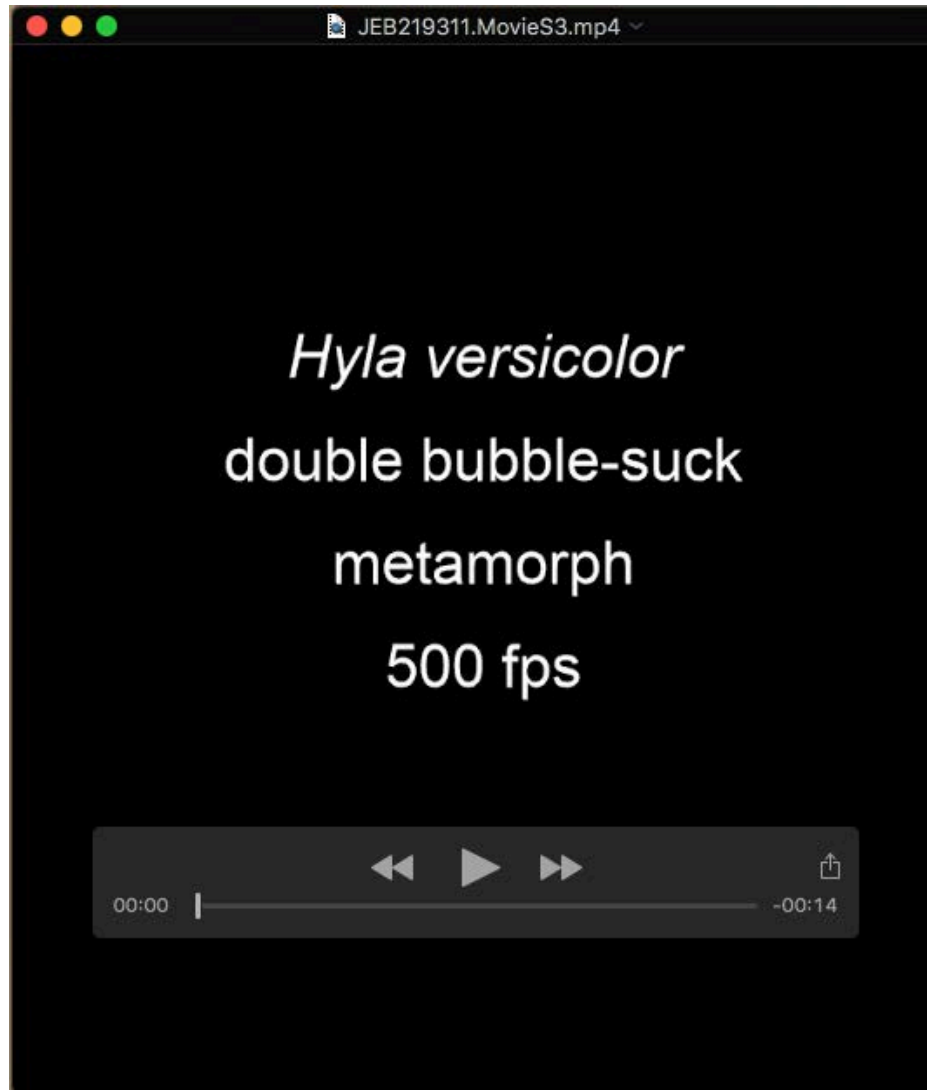 JEB219311.MovieS3.mp4
Hyla versicolor
double bubble-suck
metamorph
500 fps
00:00 -00:14